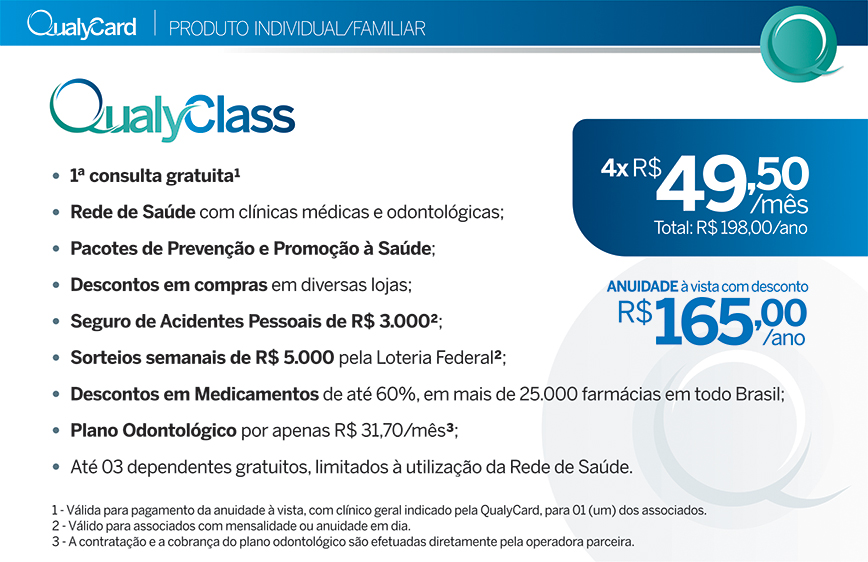 QualyCard | PRODUTO INDIVIDUAL/FAMILIAR
QualyClass
• 1ª consulta gratuita¹
• Rede de Saúde com clínicas médicas e odontológicas;
• Pacotes de Prevenção e Promoção à Saúde;
• Descontos em compras em diversas lojas;
• Seguro de Acidentes Pessoais de R$ 3.000²;
• Sorteios semanais de R$ 5.000 pela Loteria Federal²;
• Descontos em Medicamentos de até 60%, em mais de 25.000 farmácias em todo Brasil;
• Plano Odontológico por apenas R$ 31,70/mês³;
• Até 03 dependentes gratuitos, limitados à utilização da Rede de Saúde.
4x R$ 49,50/mês
Total: R$ 198,00/ano
ANUIDADE à vista com desconto
R$ 165,00/ano
1 - Válida para pagamento da anuidade à vista, com clínico geral indicado pela QualyCard, para 01 (um) dos associados.
2 - Válido para associados com mensalidade ou anuidade em dia.
3 - A contratação e a cobrança do plano odontológico são efetuadas diretamente pela operadora parceira.